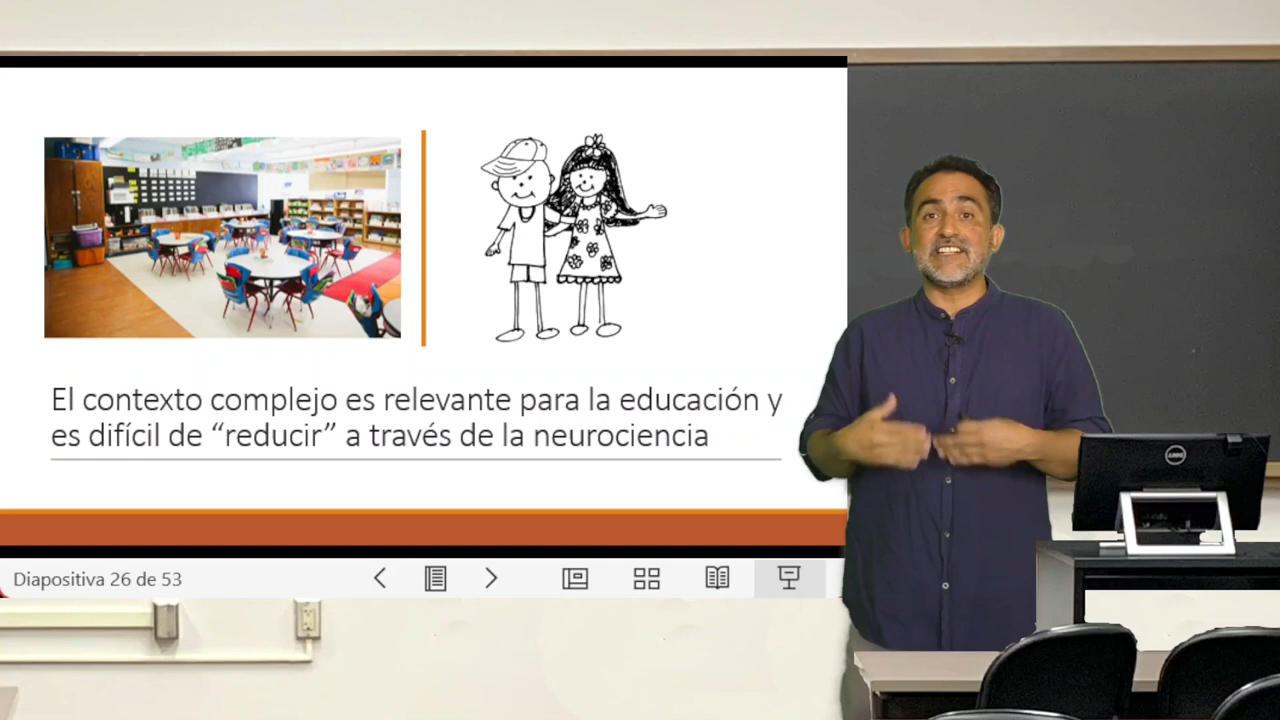 El contexto complejo es relevante para la educación y
es difícil de “reducir” a través de la neurociencia
Diapositiva 26 de 53
DELL